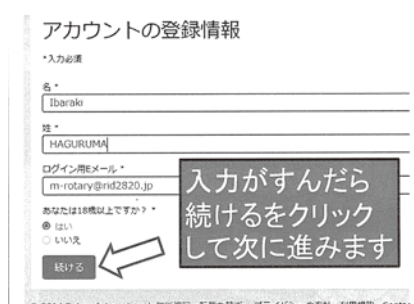 アカウントの登録情報
*入力必須
名 *
Ibaraki
姓 *
HAGURUMA
ログイン用Eメール *
m-rotary@rid2820.jp
あなたは18歳以上ですか？ *
はい
いいえ
続ける
入力がすんだら
続けるをクリック
して次に進みます